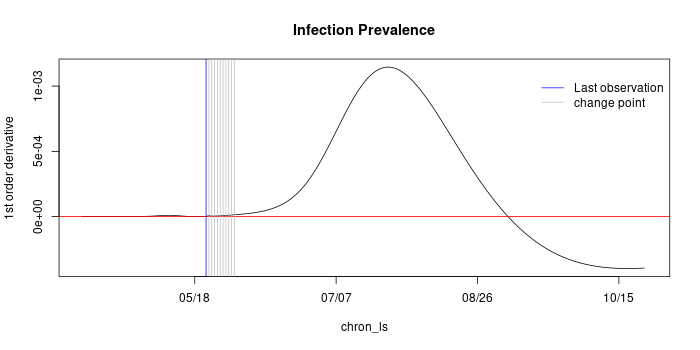 Infection Prevalence
1st order derivative
1e-03
5e-04
0e+00
Last observation
change point
05/18
07/07
08/26
10/15
chron_ls